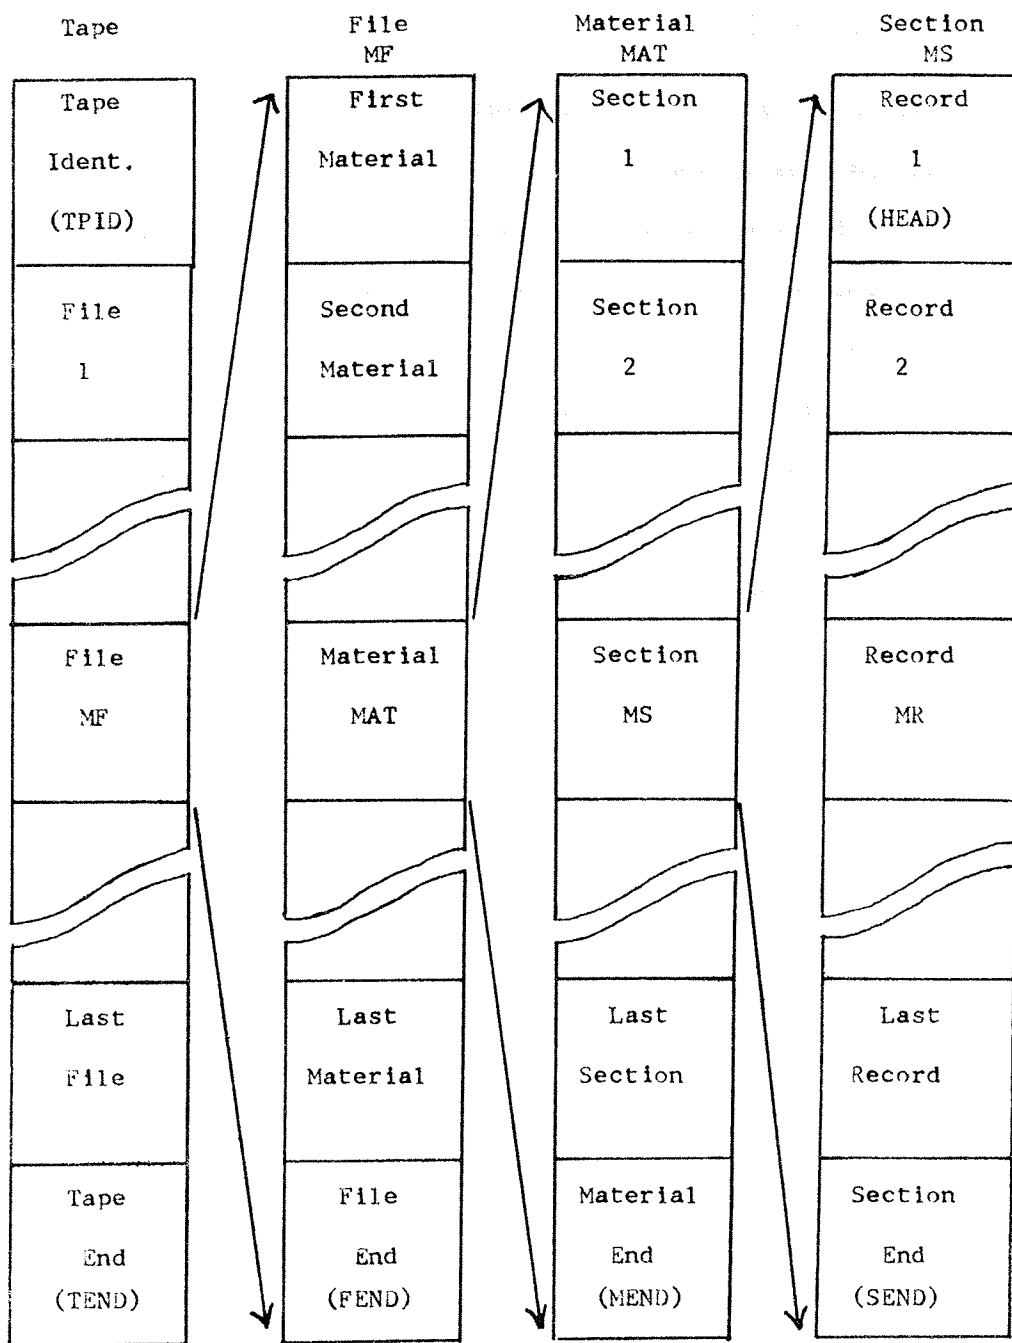 Tape
File
MF
Material
MAT
Section
MS
Tape
Ident.
(TPID)
File
1
File
MF
Last
File
Tape
End
(TEND)
First
Material
Second
Material
Material
MAT
Last
Material
File
End
(FEND)
Section
1
Section
2
Section
MS
Last
Section
Material
End
(MEND)
Record
1
(HEAD)
Record
2
Record
MR
Last
Record
Section
End
(SEND)